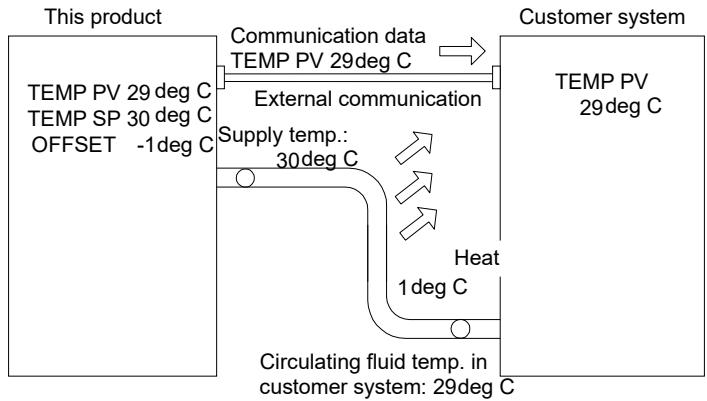 This product
Customer system
Communication data
TEMP PV 29deg C
TEMP PV 29 deg C
TEMP SP 30 deg C
OFFSET -1deg C
External communication
TEMP PV
29deg C
Supply temp.:
30deg C
Heat
1deg C
Circulating fluid temp. in
customer system: 29deg C